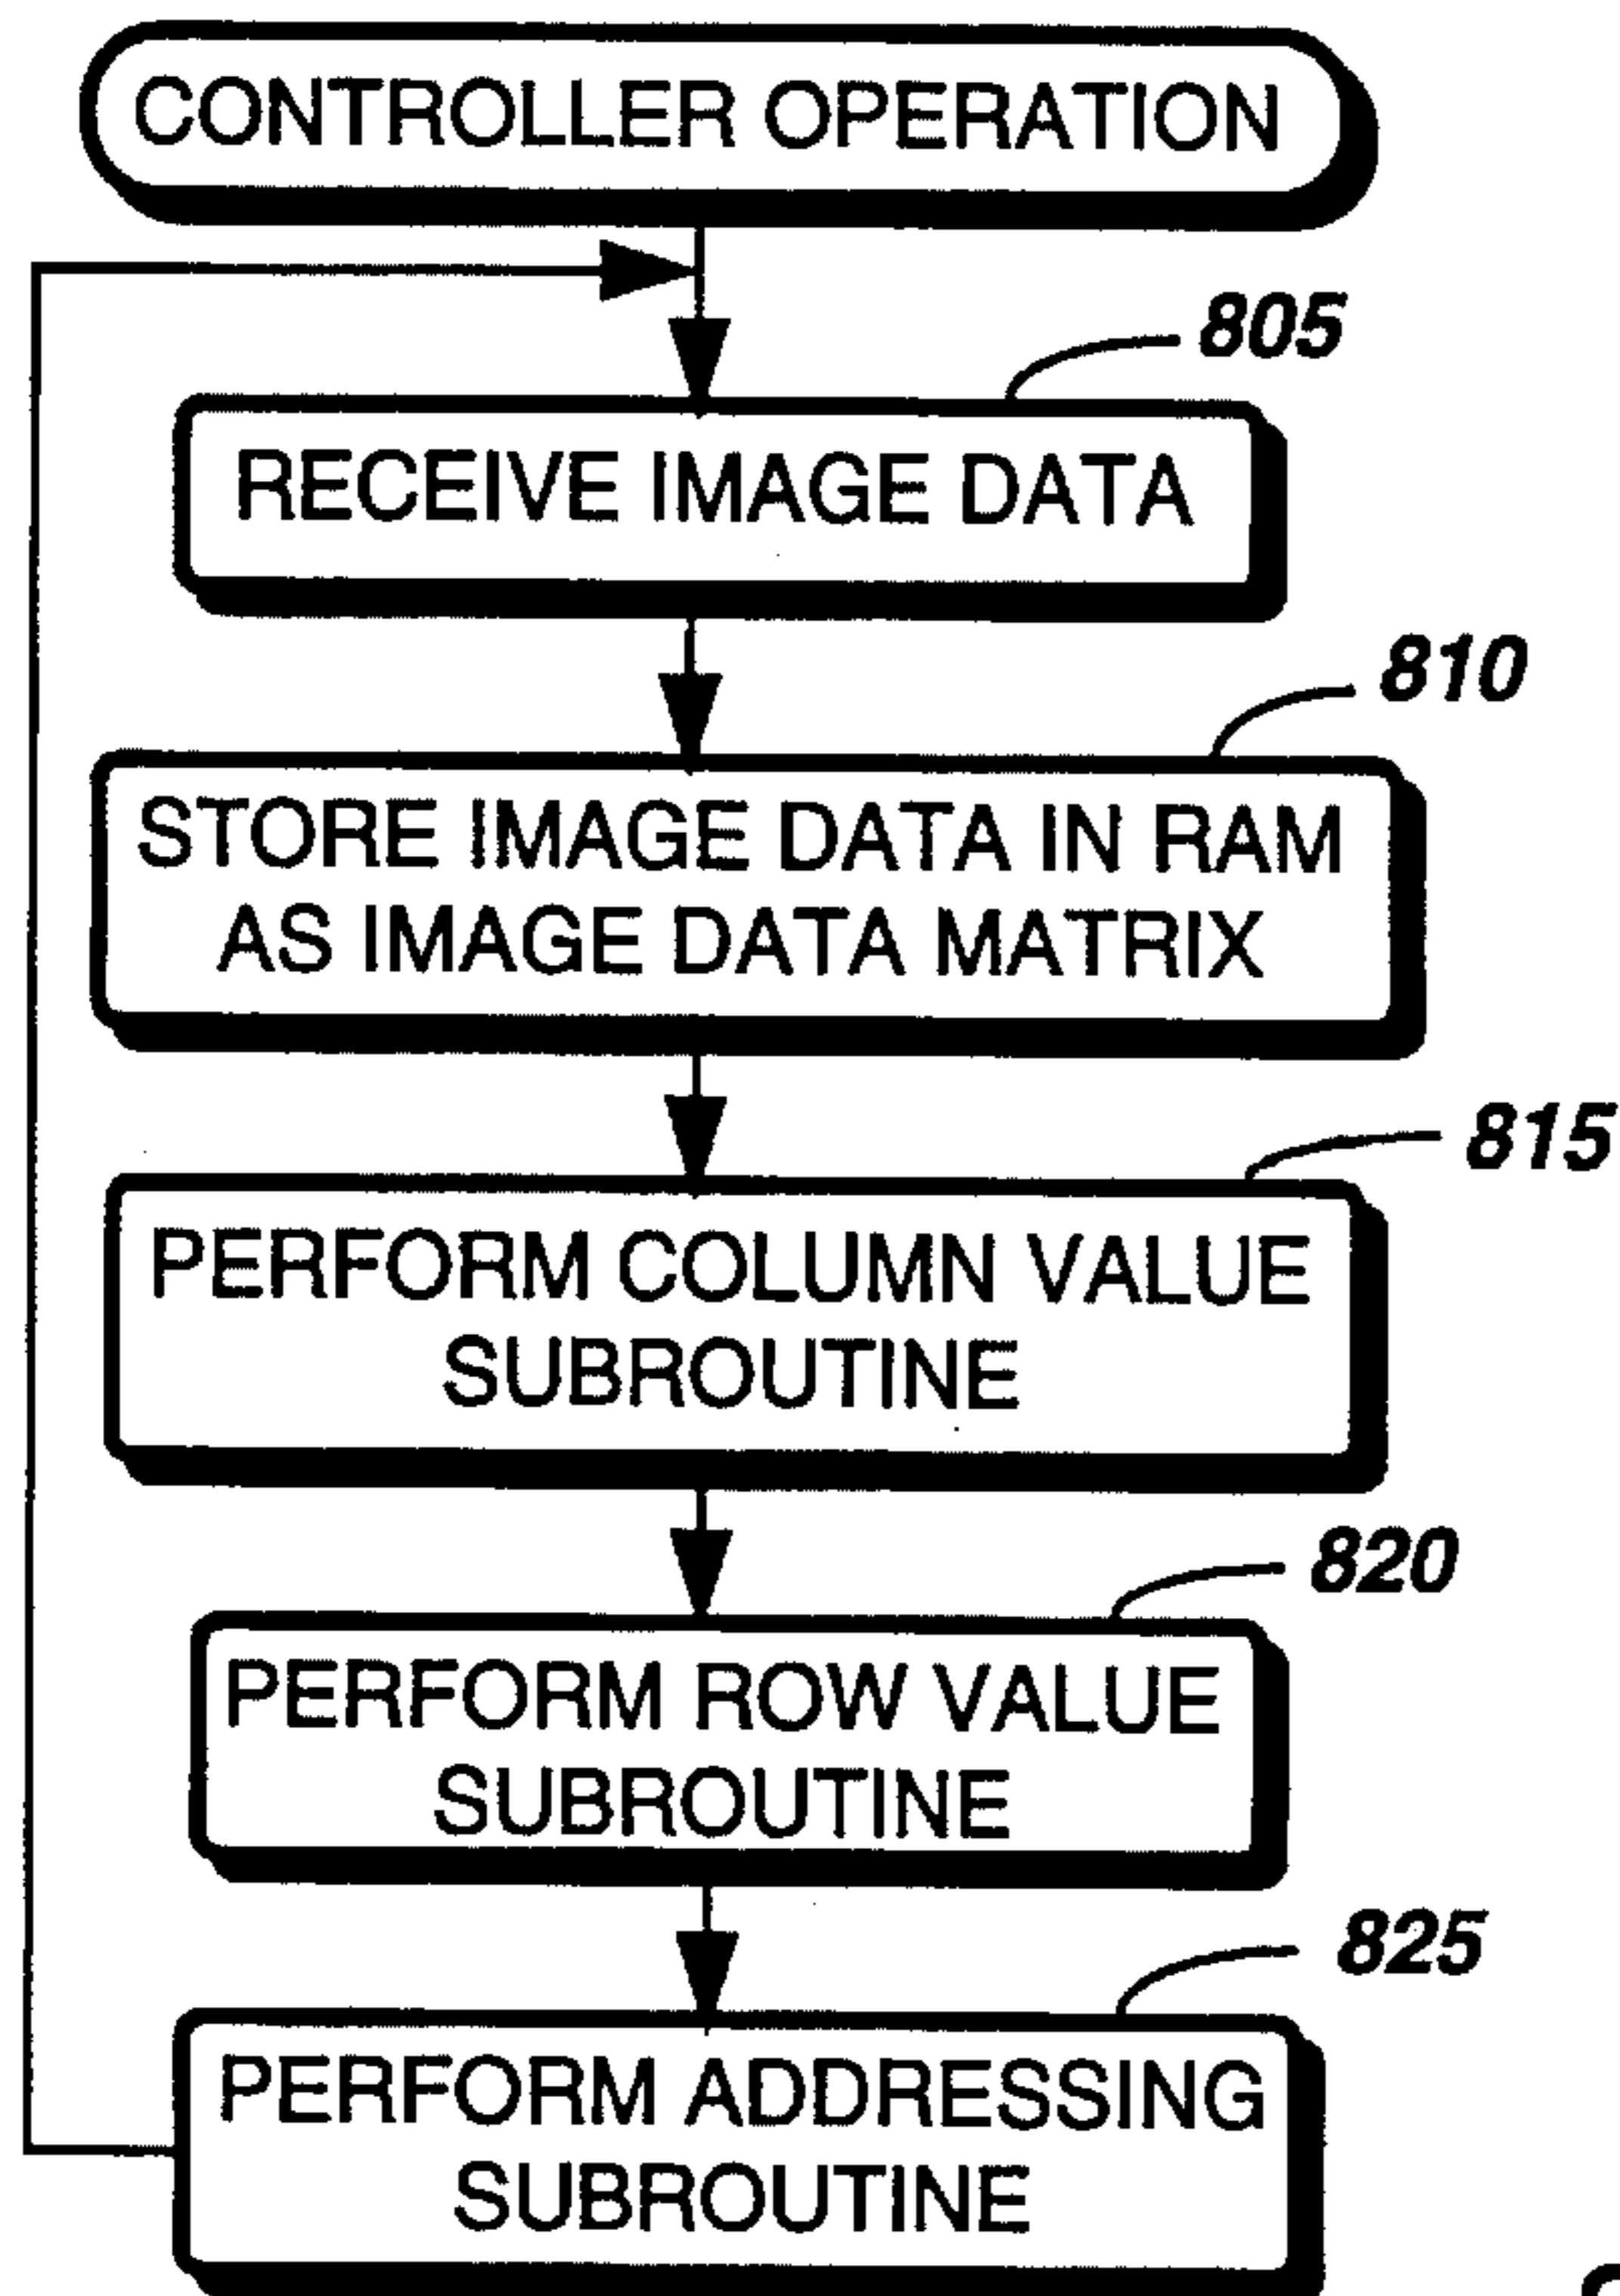 CONTROLLER OPERATION
805
RECEIVE IMAGE DATA
810
STORE IMAGE DATA IN RAM
AS IMAGE DATA MATRIX
815
PERFORM COLUMN VALUE
SUBROUTINE
820
PERFORM ROW VALUE
SUBROUTINE
825
PERFORM ADDRESSING
SUBROUTINE